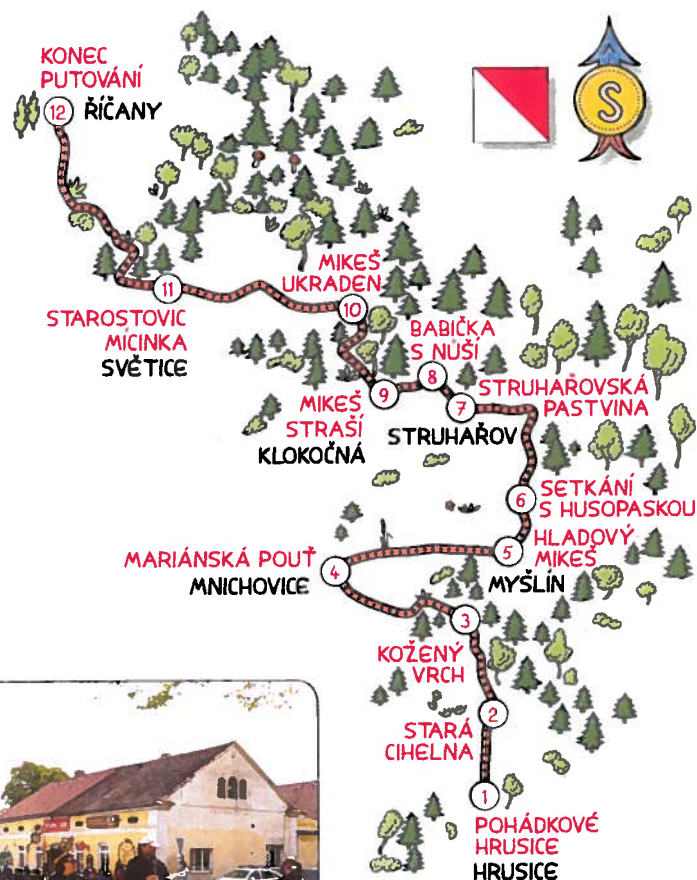 KONEC
PUTOVÁNÍ
12 ŘÍČANY
S
MIKEŠ
UKRADEN
10
11
STAROSTOVIC
MICINKA
SVĚTICE
BABIČKA
S NŮŠÍ
8
9
MIKEŠ
STRAŠÍ
KLOKOČNÁ
7
STRUHAŘOVSKÁ
PASTVINA
STRUHAŘOV
6
SETKÁNÍ
S HUSOPASKOU
5
HLADOVÝ
MIKEŠ
MYŠLÍN
MARIÁNSKÁ POUŤ
4
MNICHOVICE
3
KOŽENÝ
VRCH
2
STARÁ
CIHELNA
1
POHÁDKOVÉ
HRUSICE
HRUSICE